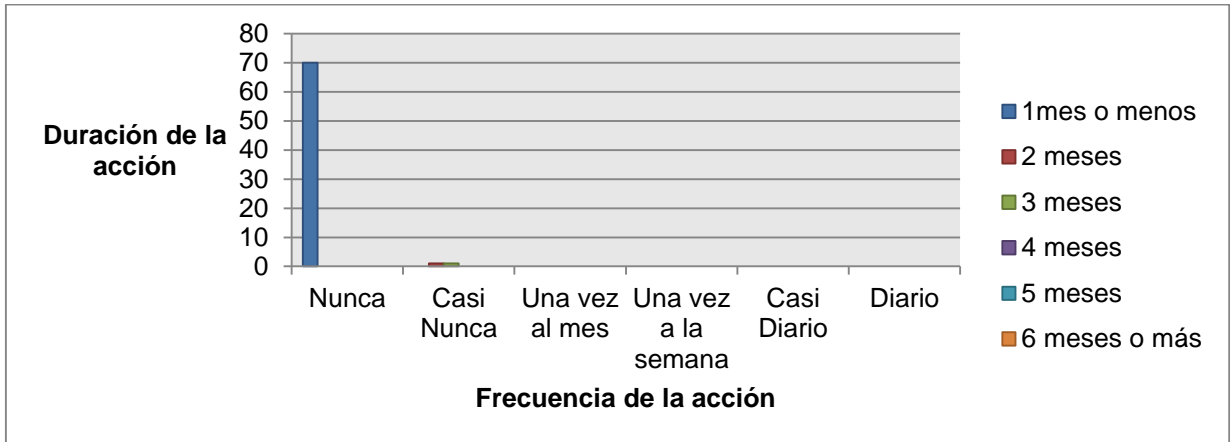 80
70
60
50
40
30
20
10
0
Duración de la
acción
Nunca
Casi
Nunca
Una vez
al mes
Una vez
a la
semana
Casi
Diario
Diario
Frecuencia de la acción
1mes o menos
2 meses
3 meses
4 meses
5 meses
6 meses o más